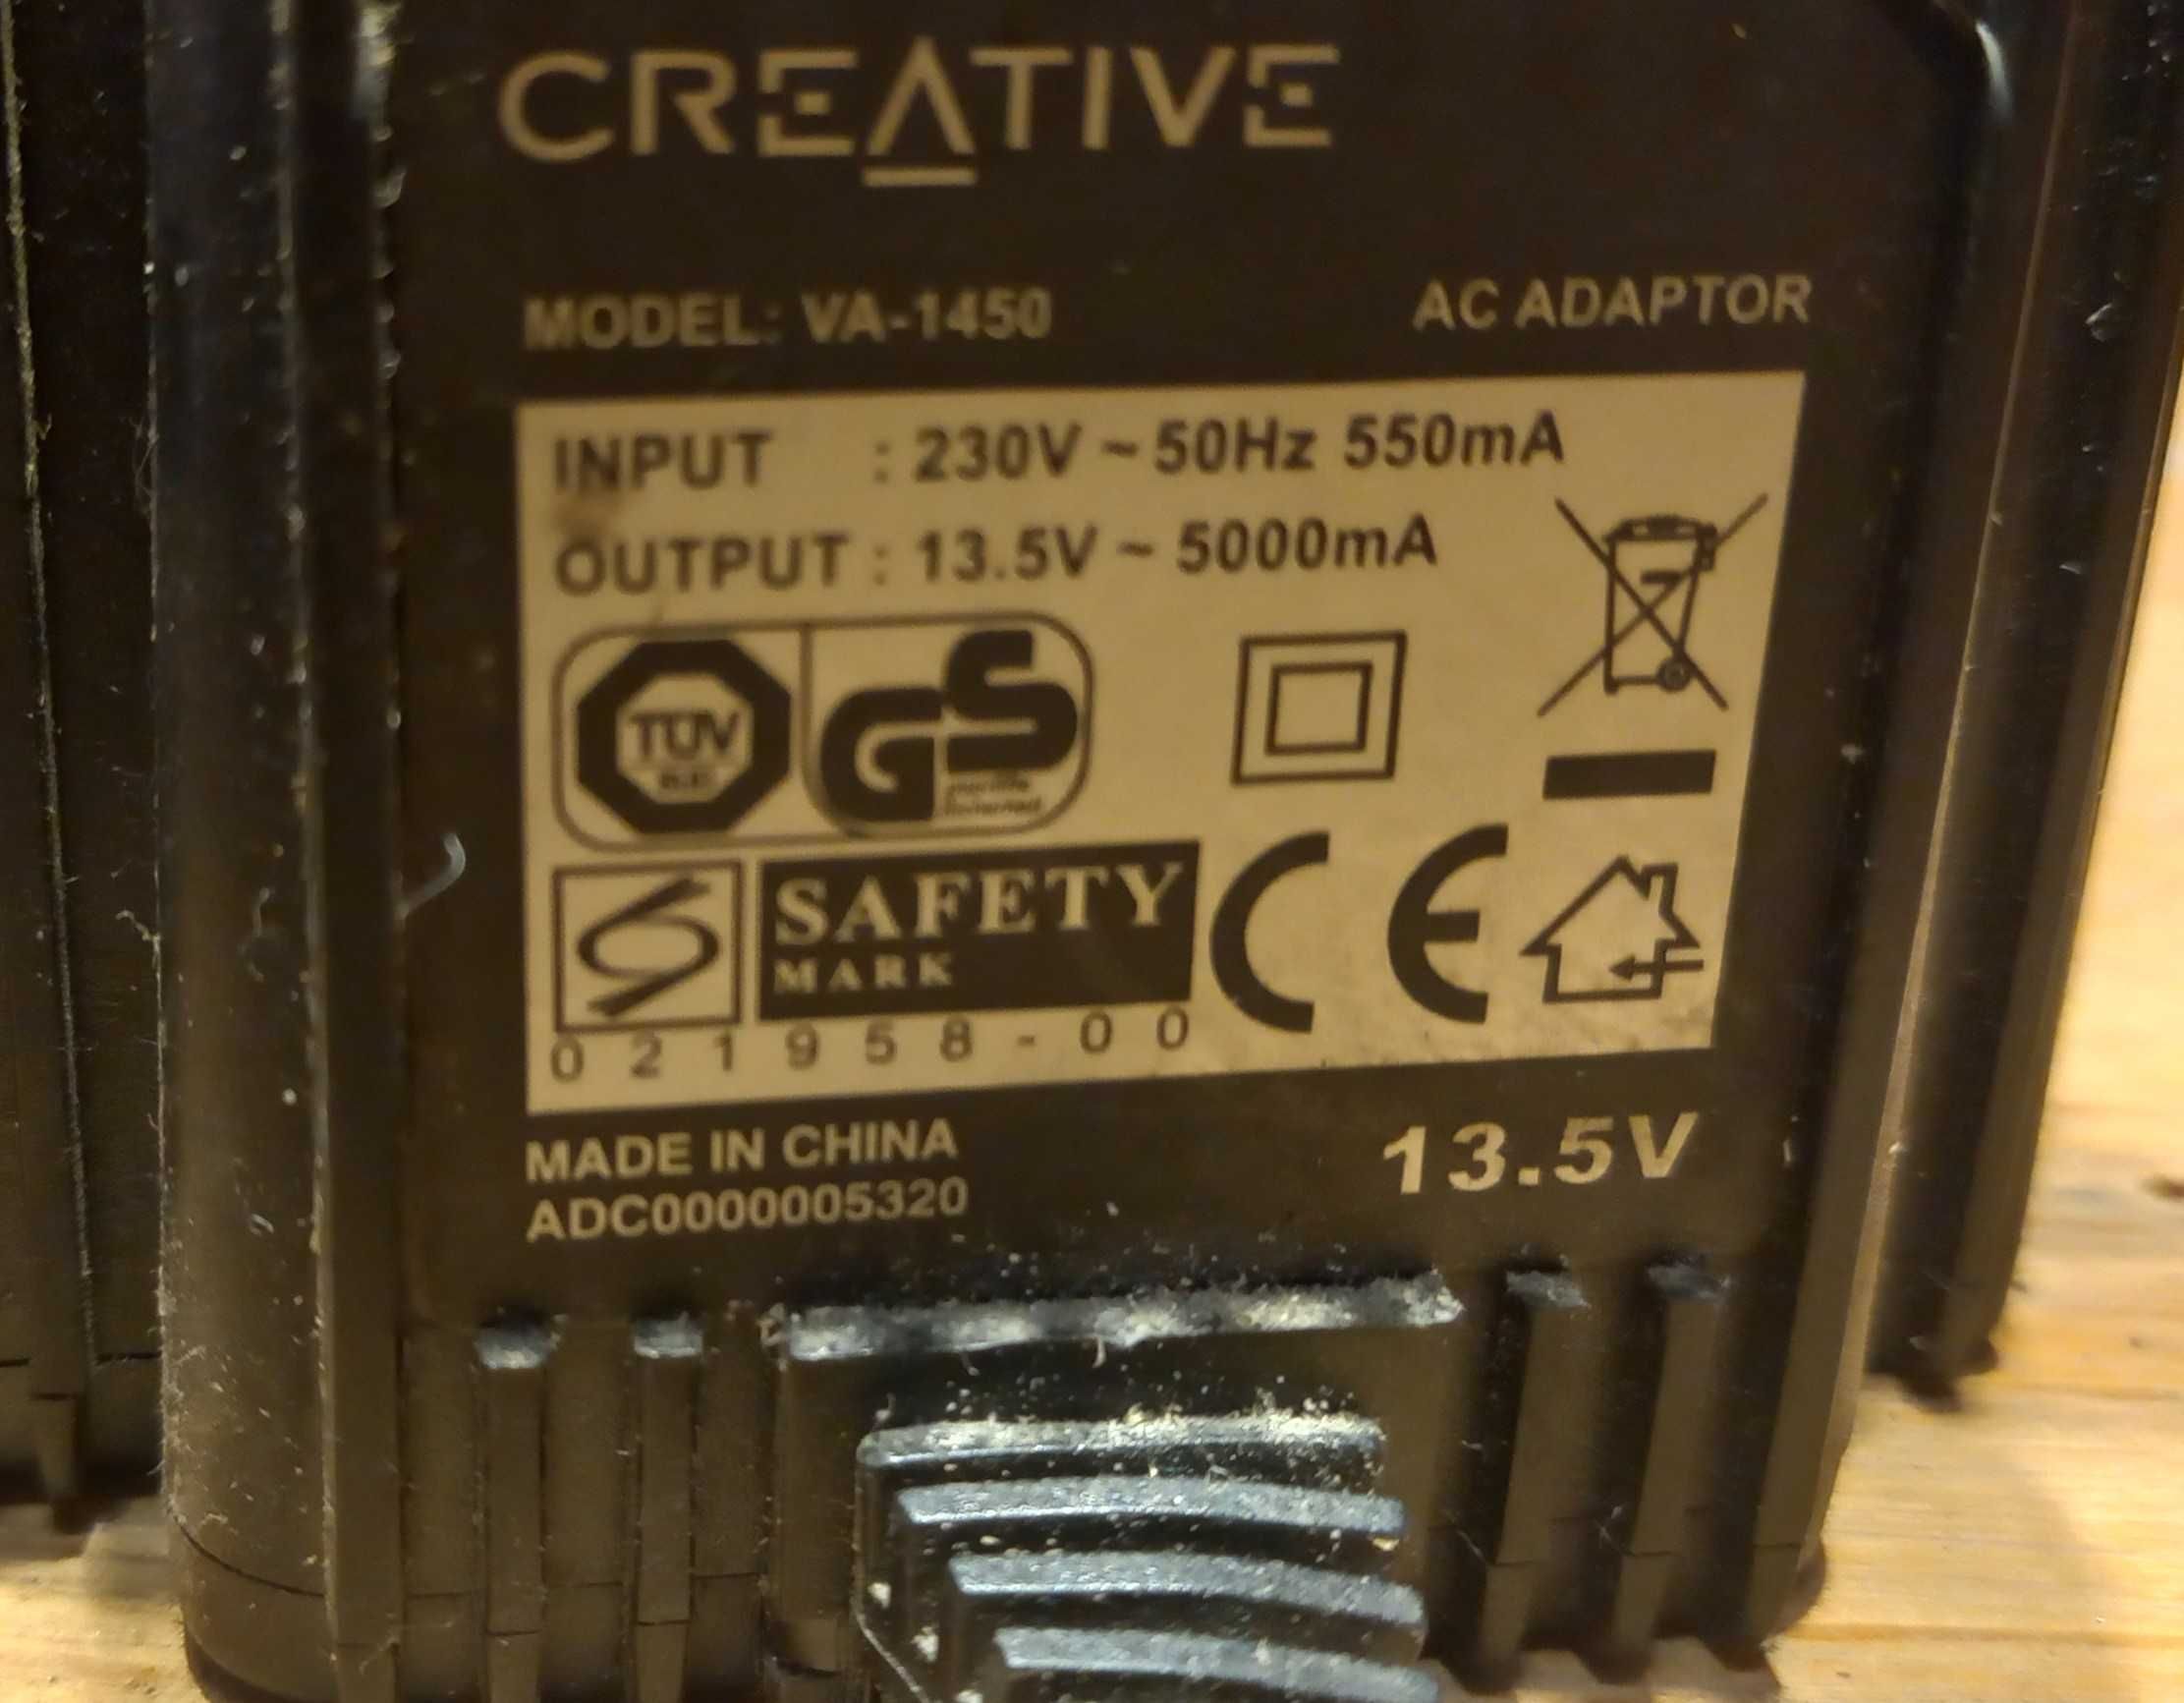 CREATIVE
MODEL: VA-1450
AC ADAPTOR
INPUT : 230V ~ 50Hz 550mA
OUTPUT : 13.5V ~ 5000mA
TÜV
GS
SAFETY
MARK
CE
021958-00
MADE IN CHINA
ADC0000005320
13.5V